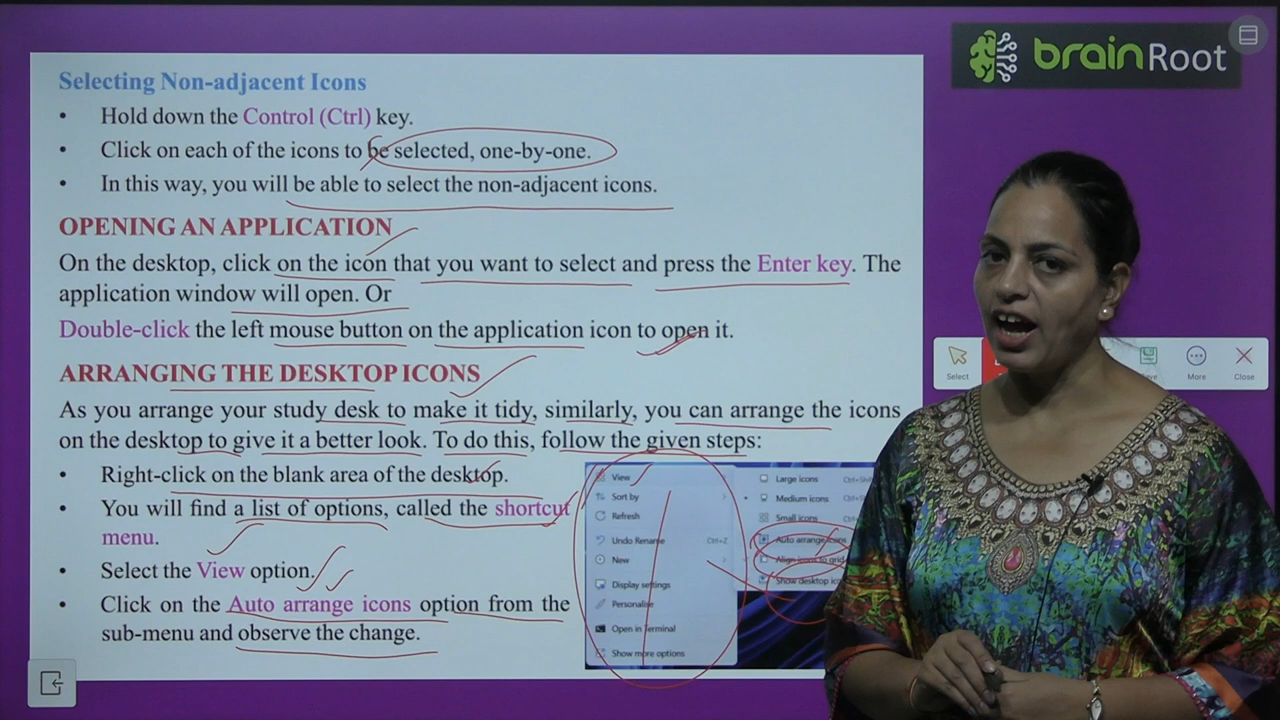 brainRoot
Selecting Non-adjacent Icons
• Hold down the Control (Ctrl) key.
• Click on each of the icons to be selected, one-by-one.
• In this way, you will be able to select the non-adjacent icons.
OPENING AN APPLICATION
On the desktop, click on the icon that you want to select and press the Enter key. The
application window will open. Or
Double-click the left mouse button on the application icon to open it.
ARRANGING THE DESKTOP ICONS
As you arrange your study desk to make it tidy, similarly, you can arrange the icons
on the desktop to give it a better look. To do this, follow the given steps:
• Right-click on the blank area of the desktop.
• You will find a list of options, called the shortcut
menu.
• Select the View option.
• Click on the Auto arrange icons option from the
sub-menu and observe the change.
View
Sort by
Refresh
Undo Rename Ctrl+Z
New
Display settings
Personalise
Open in Terminal
Show more options
Large icons
Medium icons
Small icons
Auto arrange icons
Align icons to grid
Show desktop
Select
More
Close